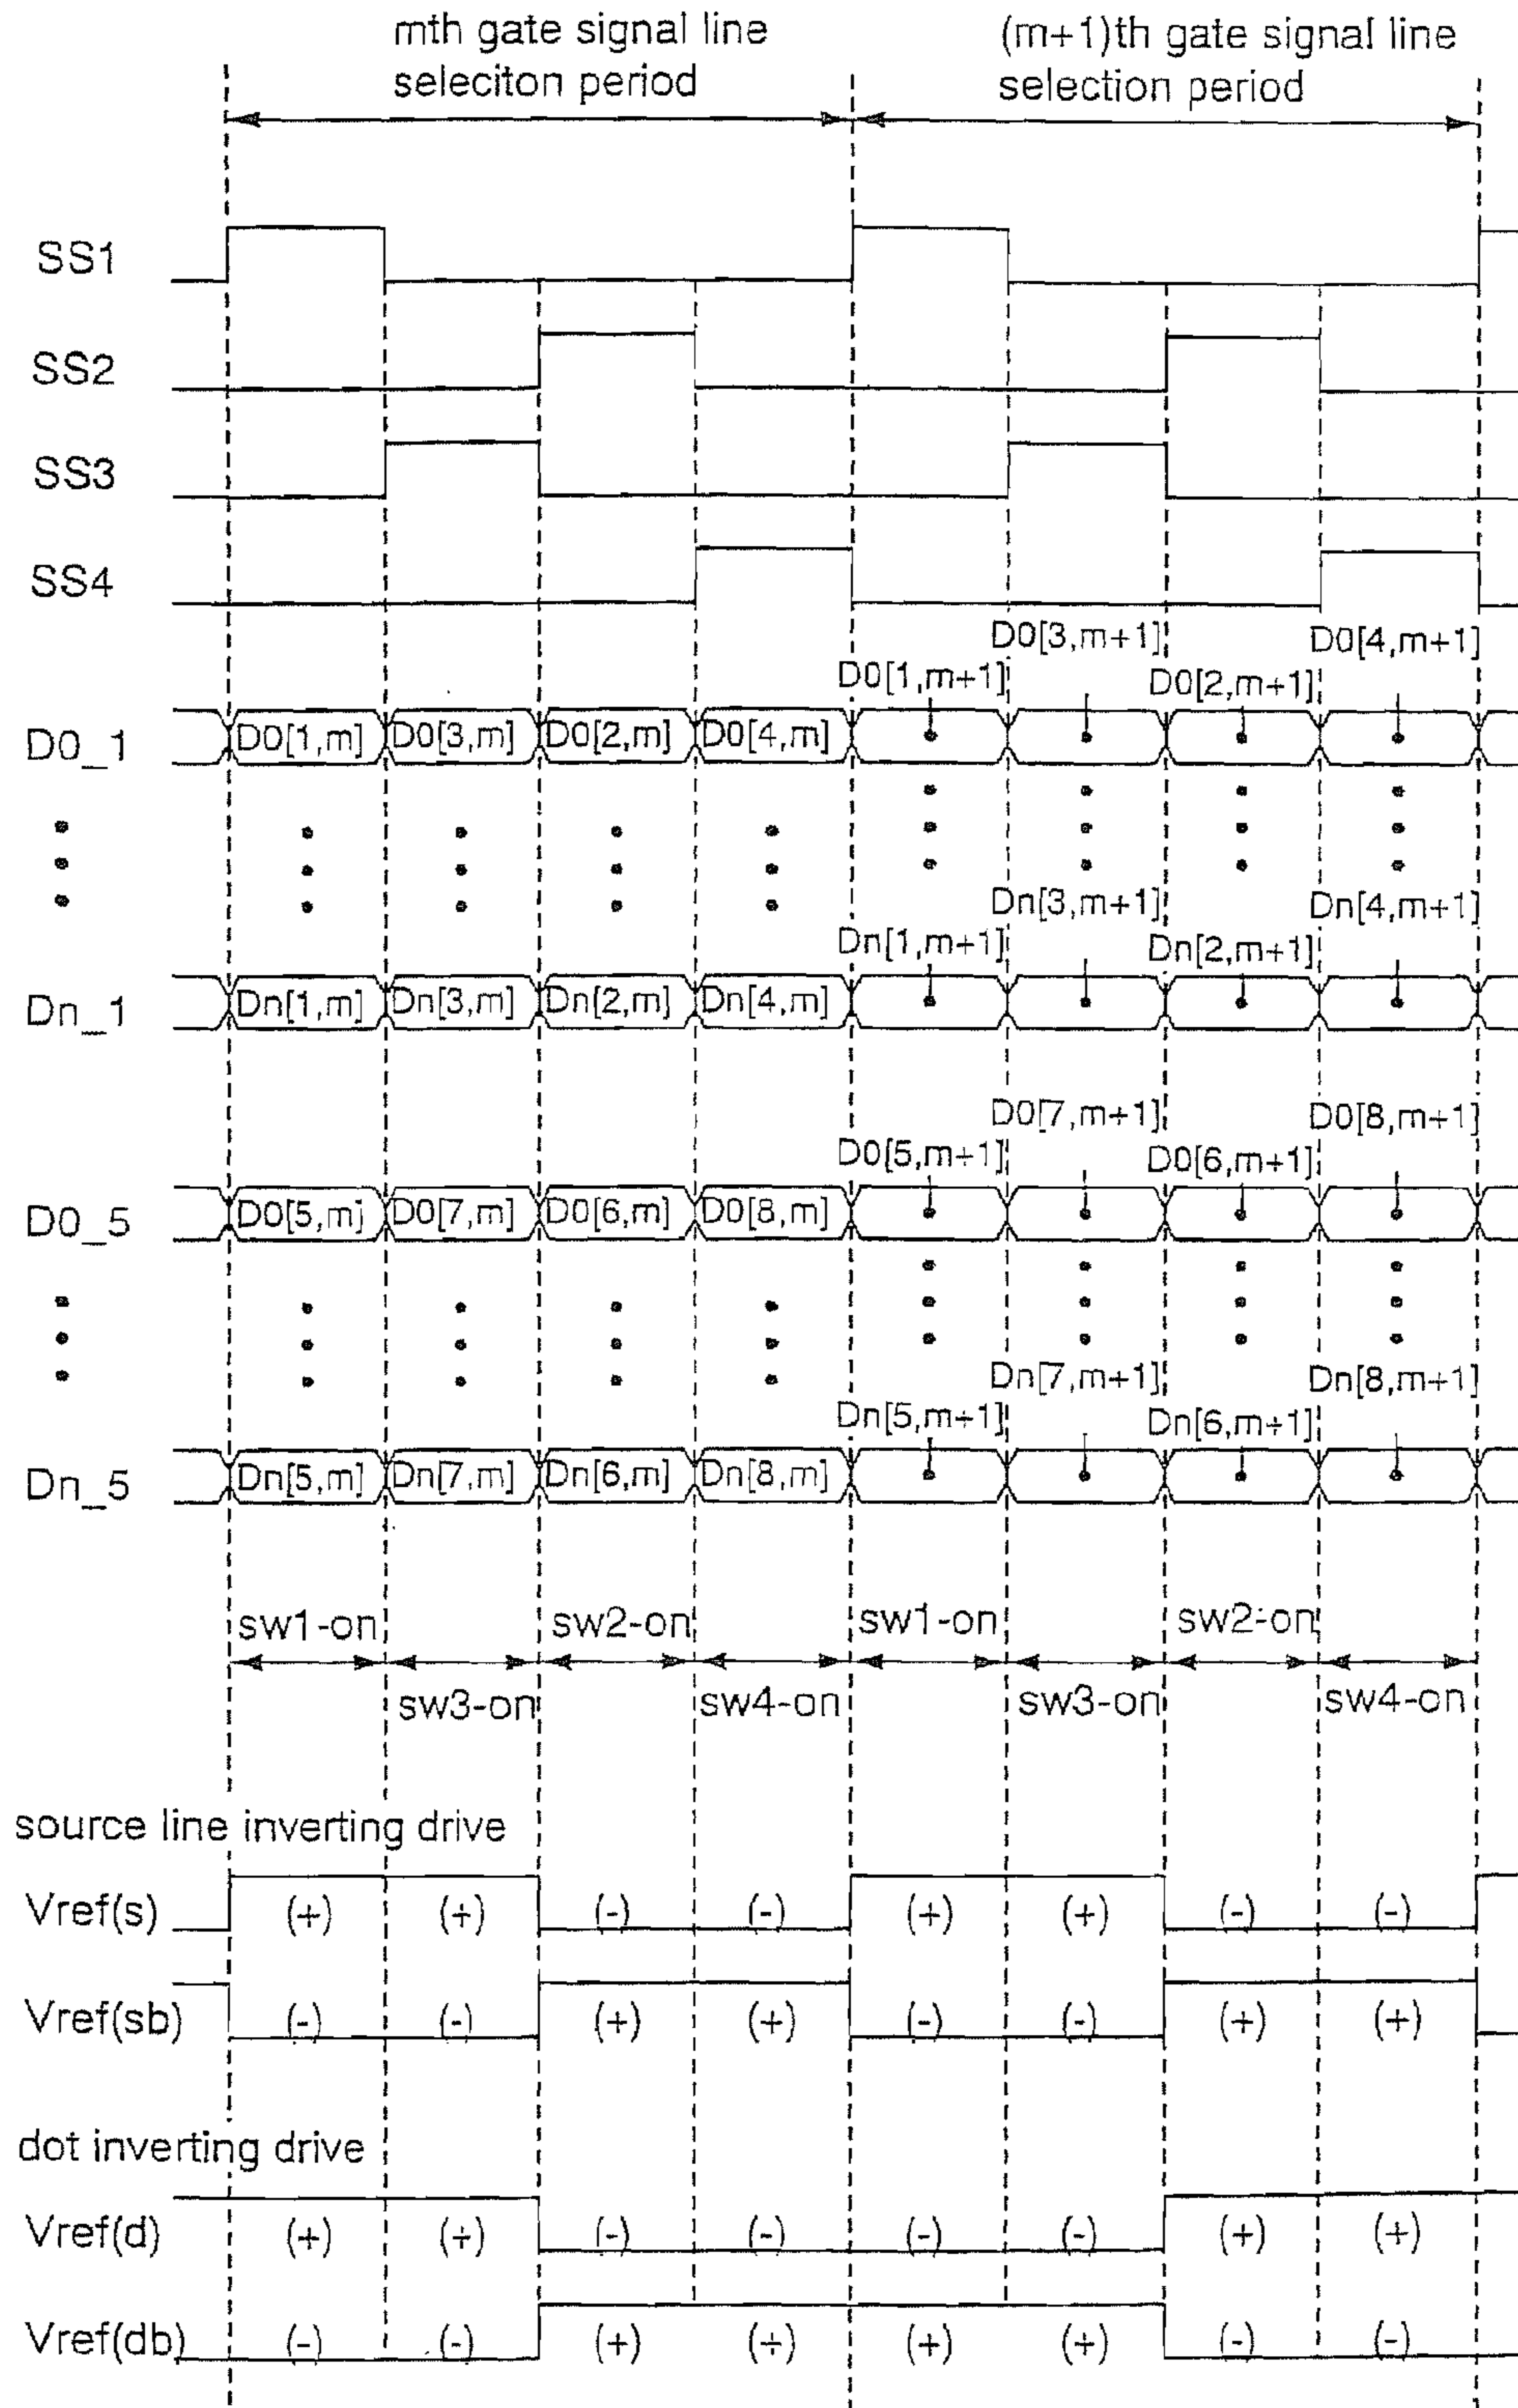 mth gate signal line
seleciton period
(m+1)th gate signal line
selection period
SS1
SS2
SS3
SS4
D0[3,m+1]
D0[4,m+1]
D0[1,m+1]
D0[2,m+1]
D0_1
D0[1,m]
D0[3,m]
D0[2,m]
D0[4,m]
Dn[3,m+1]
Dn[4,m+1]
Dn[1,m+1]
Dn[2,m+1]
Dn_1
Dn[1,m]
Dn[3,m]
Dn[2,m]
Dn[4,m]
D0[7,m+1]
D0[8,m+1]
D0[5,m+1]
D0[6,m+1]
D0_5
D0[5,m]
D0[7,m]
D0[6,m]
D0[8,m]
Dn[7,m+1]
Dn[8,m+1]
Dn[5,m+1]
Dn[6,m+1]
Dn_5
Dn[5,m]
Dn[7,m]
Dn[6,m]
Dn[8,m]
sw1-on
sw2-on
sw1-on
sw2-on
sw3-on
sw4-on
sw3-on
sw4-on
source line inverting drive
Vref(s) (+) (+) (-) (-) (+) (+) (-) (-)
Vref(sb) (-) (-) (+) (+) (-) (-) (+) (+)
dot inverting drive
Vref(d) (+) (+) (-) (-) (-) (-) (+) (+)
Vref(db) (-) (-) (+) (+) (+) (+) (-) (-)